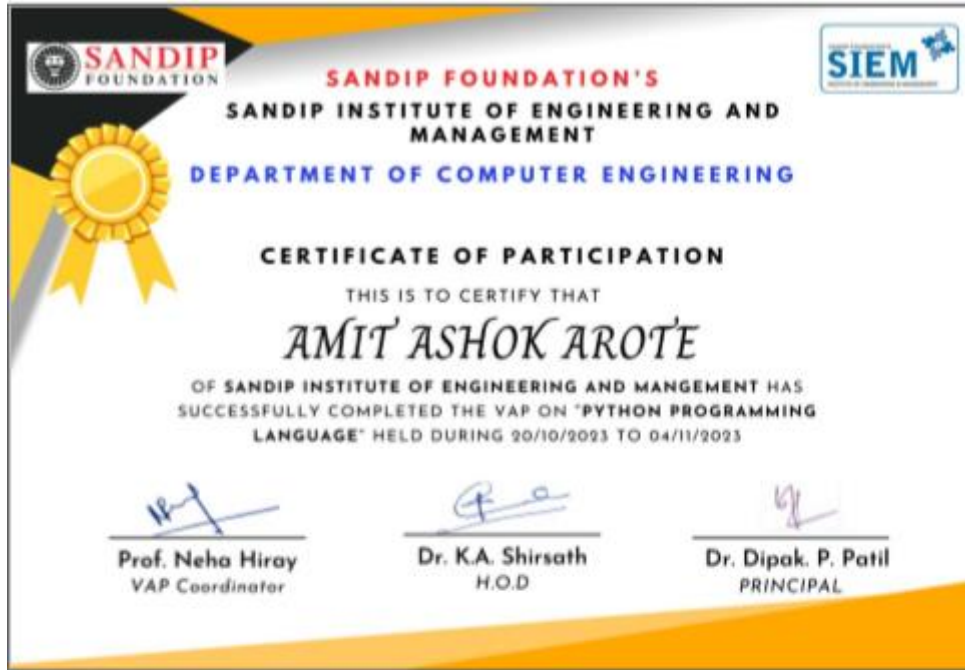 SANDIP
FOUNDATION
SIEM
SANDIP FOUNDATION'S
SANDIP INSTITUTE OF ENGINEERING AND
MANAGEMENT
DEPARTMENT OF COMPUTER ENGINEERING
CERTIFICATE OF PARTICIPATION
THIS IS TO CERTIFY THAT
AMIT ASHOK AROTE
OF SANDIP INSTITUTE OF ENGINEERING AND MANGEMENT HAS
SUCCESSFULLY COMPLETED THE VAP ON "PYTHON PROGRAMMING
LANGUAGE" HELD DURING 20/10/2023 TO 04/11/2023
Prof. Neha Hiray
VAP Coordinator
Dr. K.A. Shirsath
H.O.D
Dr. Dipak. P. Patil
PRINCIPAL